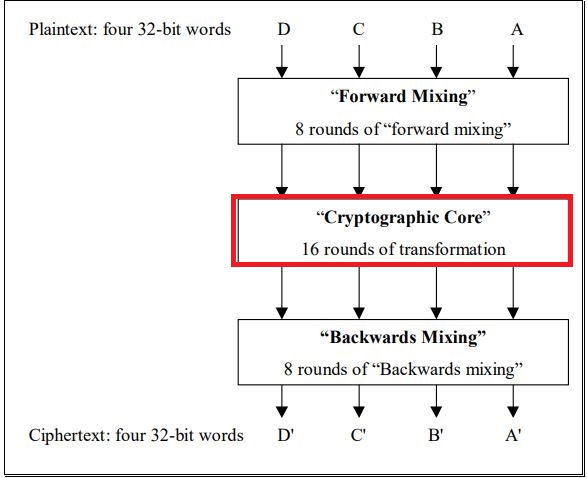 Plaintext: four 32-bit words D C B A
“Forward Mixing”
8 rounds of “forward mixing”
“Cryptographic Core”
16 rounds of transformation
“Backwards Mixing”
8 rounds of “Backwards mixing”
Ciphertext: four 32-bit words D' C' B' A'